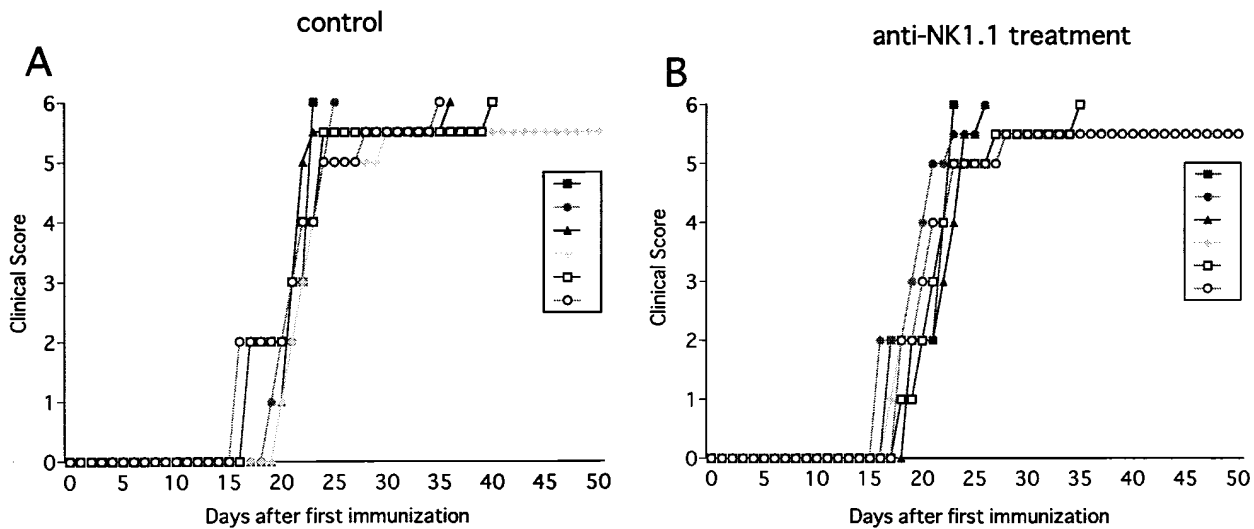 control
anti-NK1.1 treatment
A
B
6
5
4
3
2
1
0
Clinical Score
0 5 10 15 20 25 30 35 40 45 50
Days after first immunization
6
5
4
3
2
1
0
Clinical Score
0 5 10 15 20 25 30 35 40 45 50
Days after first immunization